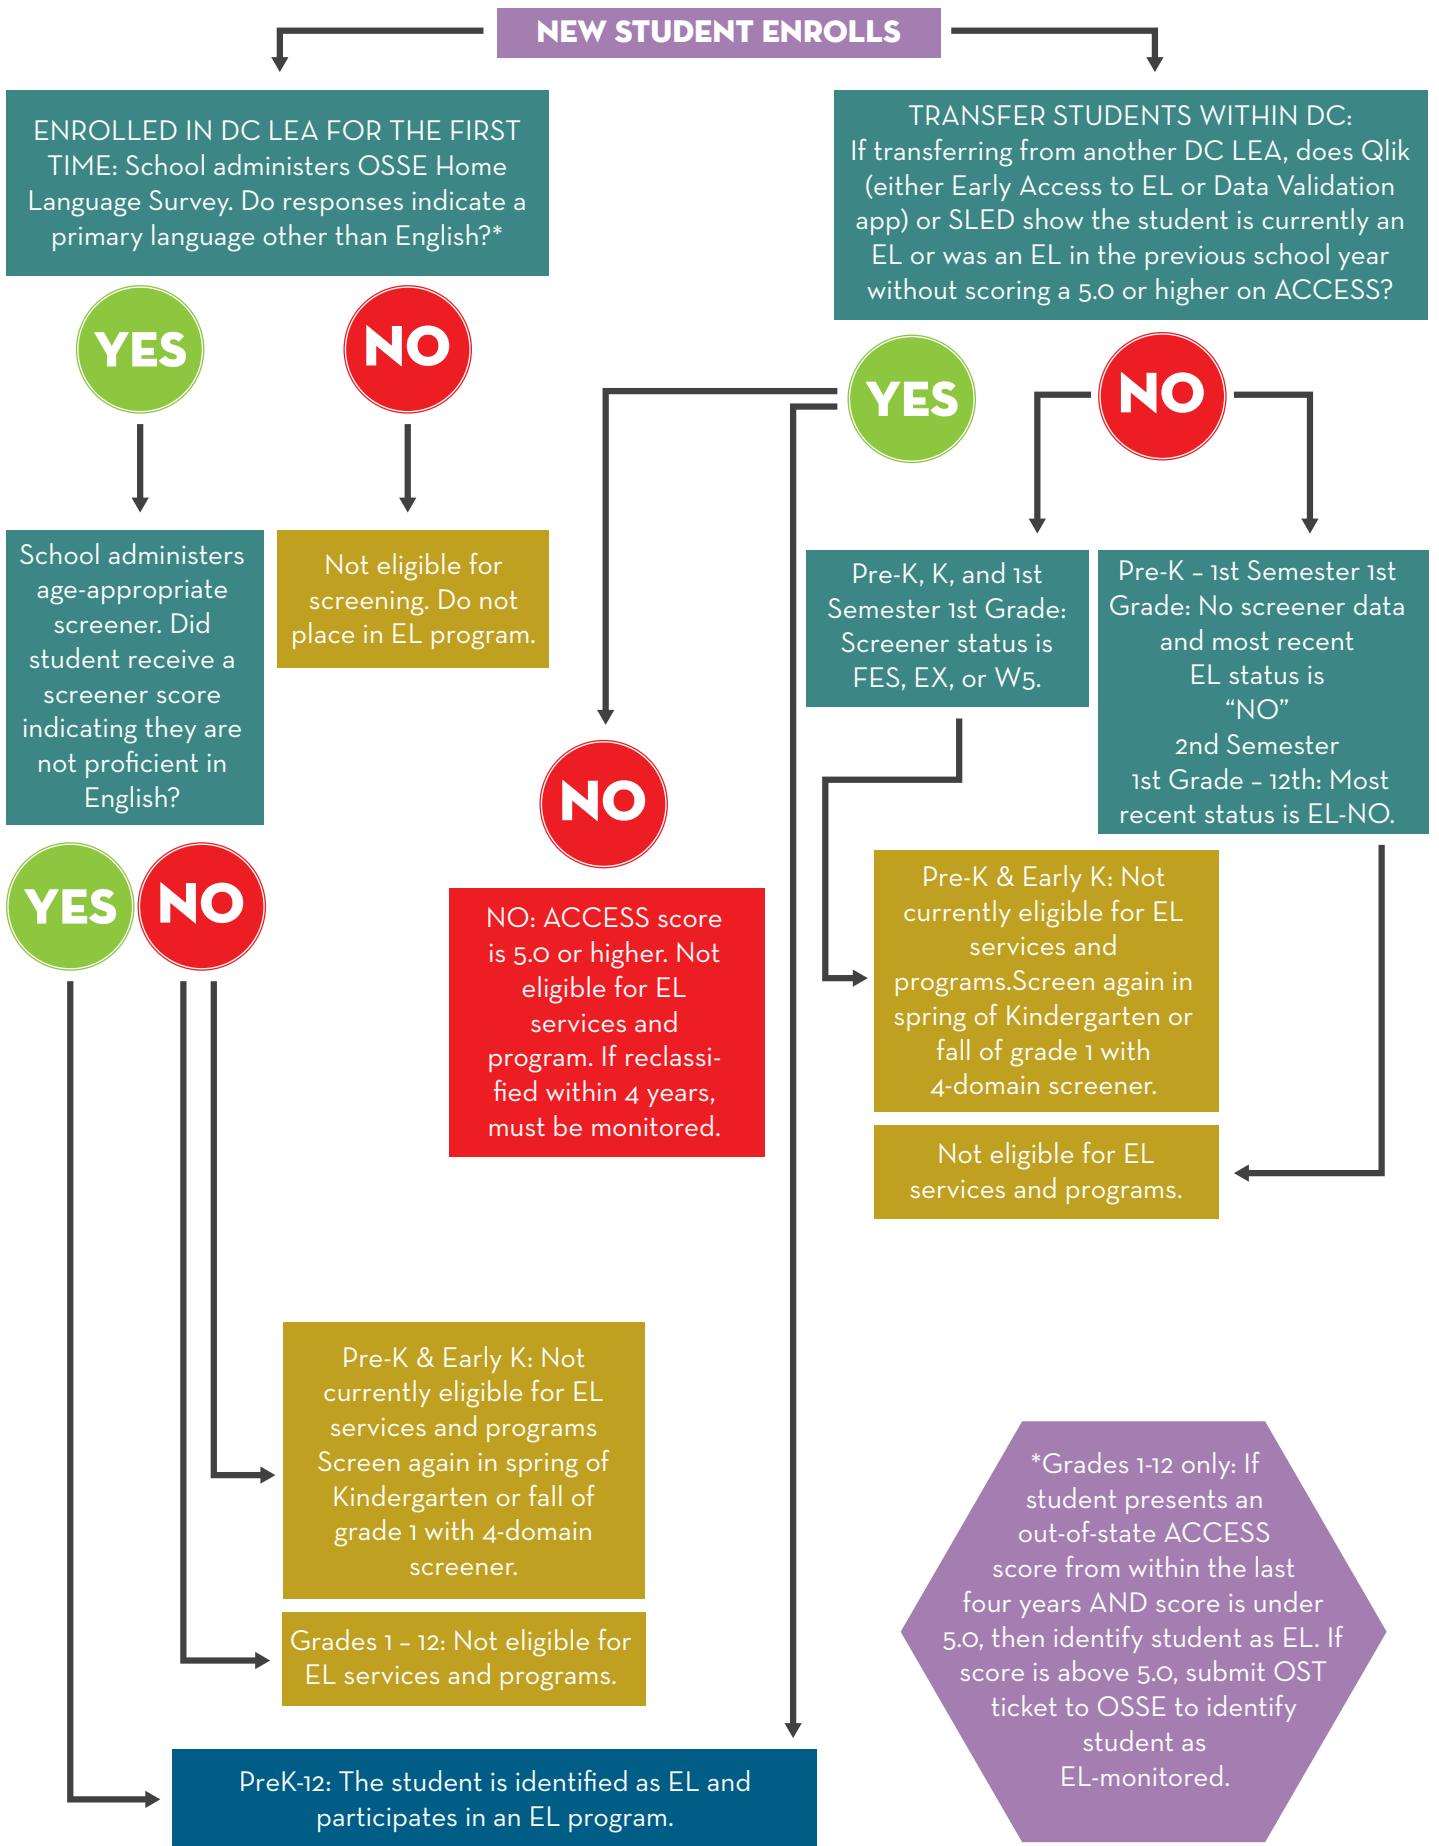 NEW STUDENT ENROLLS
ENROLLED IN DC LEA FOR THE FIRST
TIME: School administers OSSE Home
Language Survey. Do responses indicate a
primary language other than English?*
TRANSFER STUDENTS WITHIN DC:
If transferring from another DC LEA, does Qlik
(either Early Access to EL or Data Validation
app) or SLED show the student is currently an
EL or was an EL in the previous school year
without scoring a 5.0 or higher on ACCESS?
YES
NO
YES
NO
School administers
age-appropriate
screener. Did
student receive a
screener score
indicating they are
not proficient in
English?
Not eligible for
screening. Do not
place in EL program.
Pre-K, K, and 1st
Semester 1st Grade:
Screener status is
FES, EX, or W5.
Pre-K – 1st Semester 1st
Grade: No screener data
and most recent
EL status is
“NO”
2nd Semester
1st Grade – 12th: Most
recent status is EL-NO.
NO
YES
NO
NO: ACCESS score
is 5.0 or higher. Not
eligible for EL
services and
program. If reclassi-
fied within 4 years,
must be monitored.
Pre-K & Early K: Not
currently eligible for EL
services and
programs.Screen again in
spring of Kindergarten or
fall of grade 1 with
4-domain screener.
Not eligible for EL
services and programs.
Pre-K & Early K: Not
currently eligible for EL
services and programs
Screen again in spring of
Kindergarten or fall of
grade 1 with 4-domain
screener.
Grades 1 – 12: Not eligible for
EL services and programs.
*Grades 1-12 only: If
student presents an
out-of-state ACCESS
score from within the last
four years AND score is under
5.0, then identify student as EL. If
score is above 5.0, submit OST
ticket to OSSE to identify
student as
EL-monitored.
PreK-12: The student is identified as EL and
participates in an EL program.